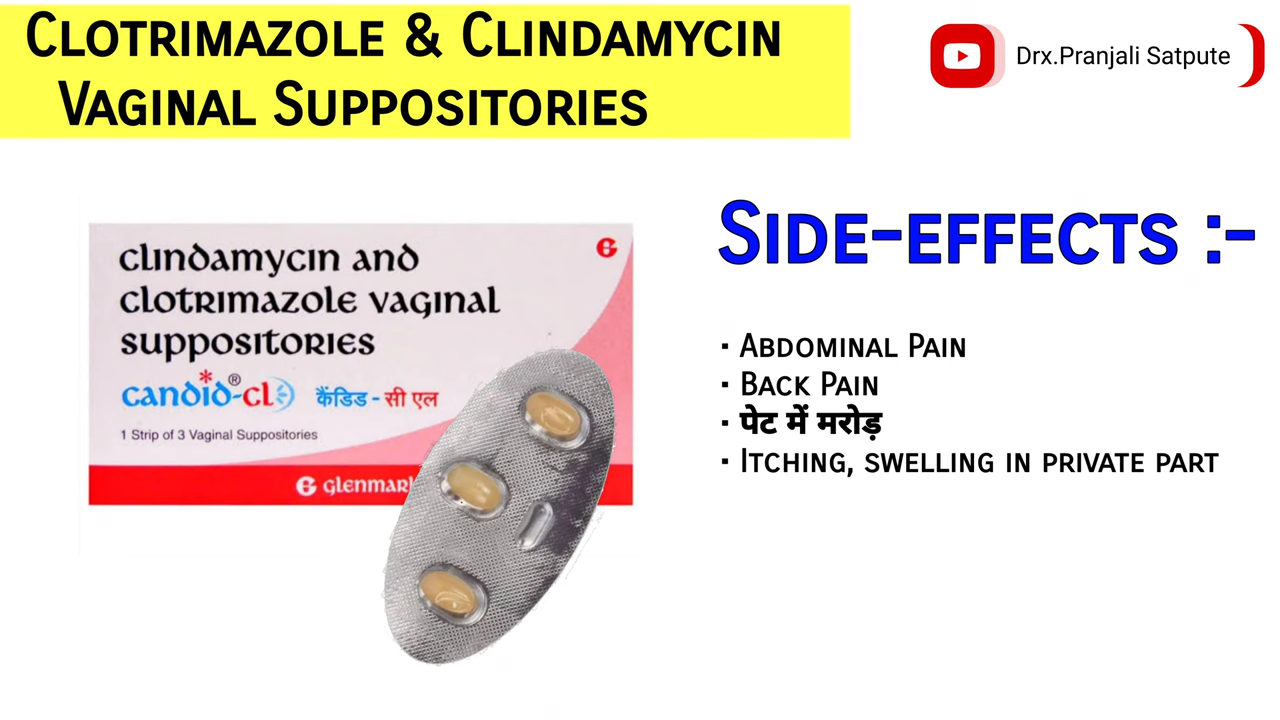 Clotrimazole & Clindamycin
Vaginal Suppositories
Drx.Pranjali Satpute
clindamycin and
clotrimazole vaginal
suppositories
candid®-cl
कैंडिड - सी एल
1 Strip of 3 Vaginal Suppositories
glenmar
Side-effects :-
▪ Abdominal Pain
▪ Back Pain
▪ पेट में मरोड़
▪ Itching, swelling in private part